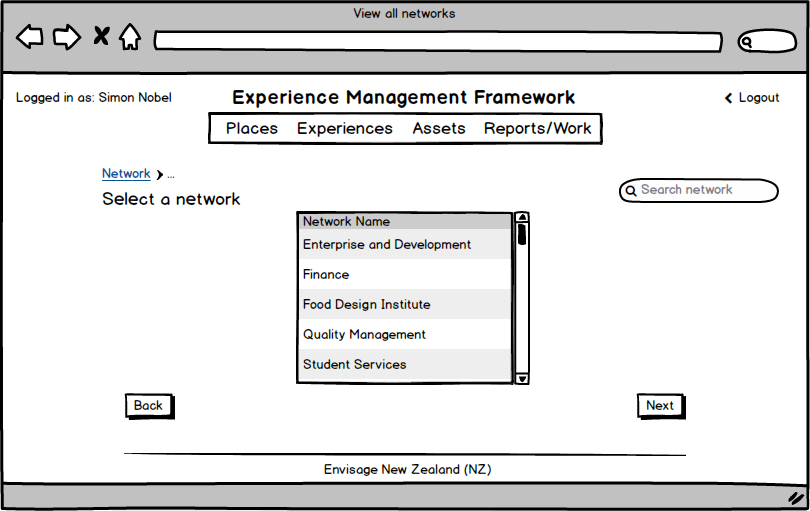 View all networks
Logged in as: Simon Nobel
Experience Management Framework
Logout
Places Experiences Assets Reports/Work
Network ...
Search network
Select a network
Network Name
Enterprise and Development
Finance
Food Design Institute
Quality Management
Student Services
Back
Next
Envisage New Zealand (NZ)